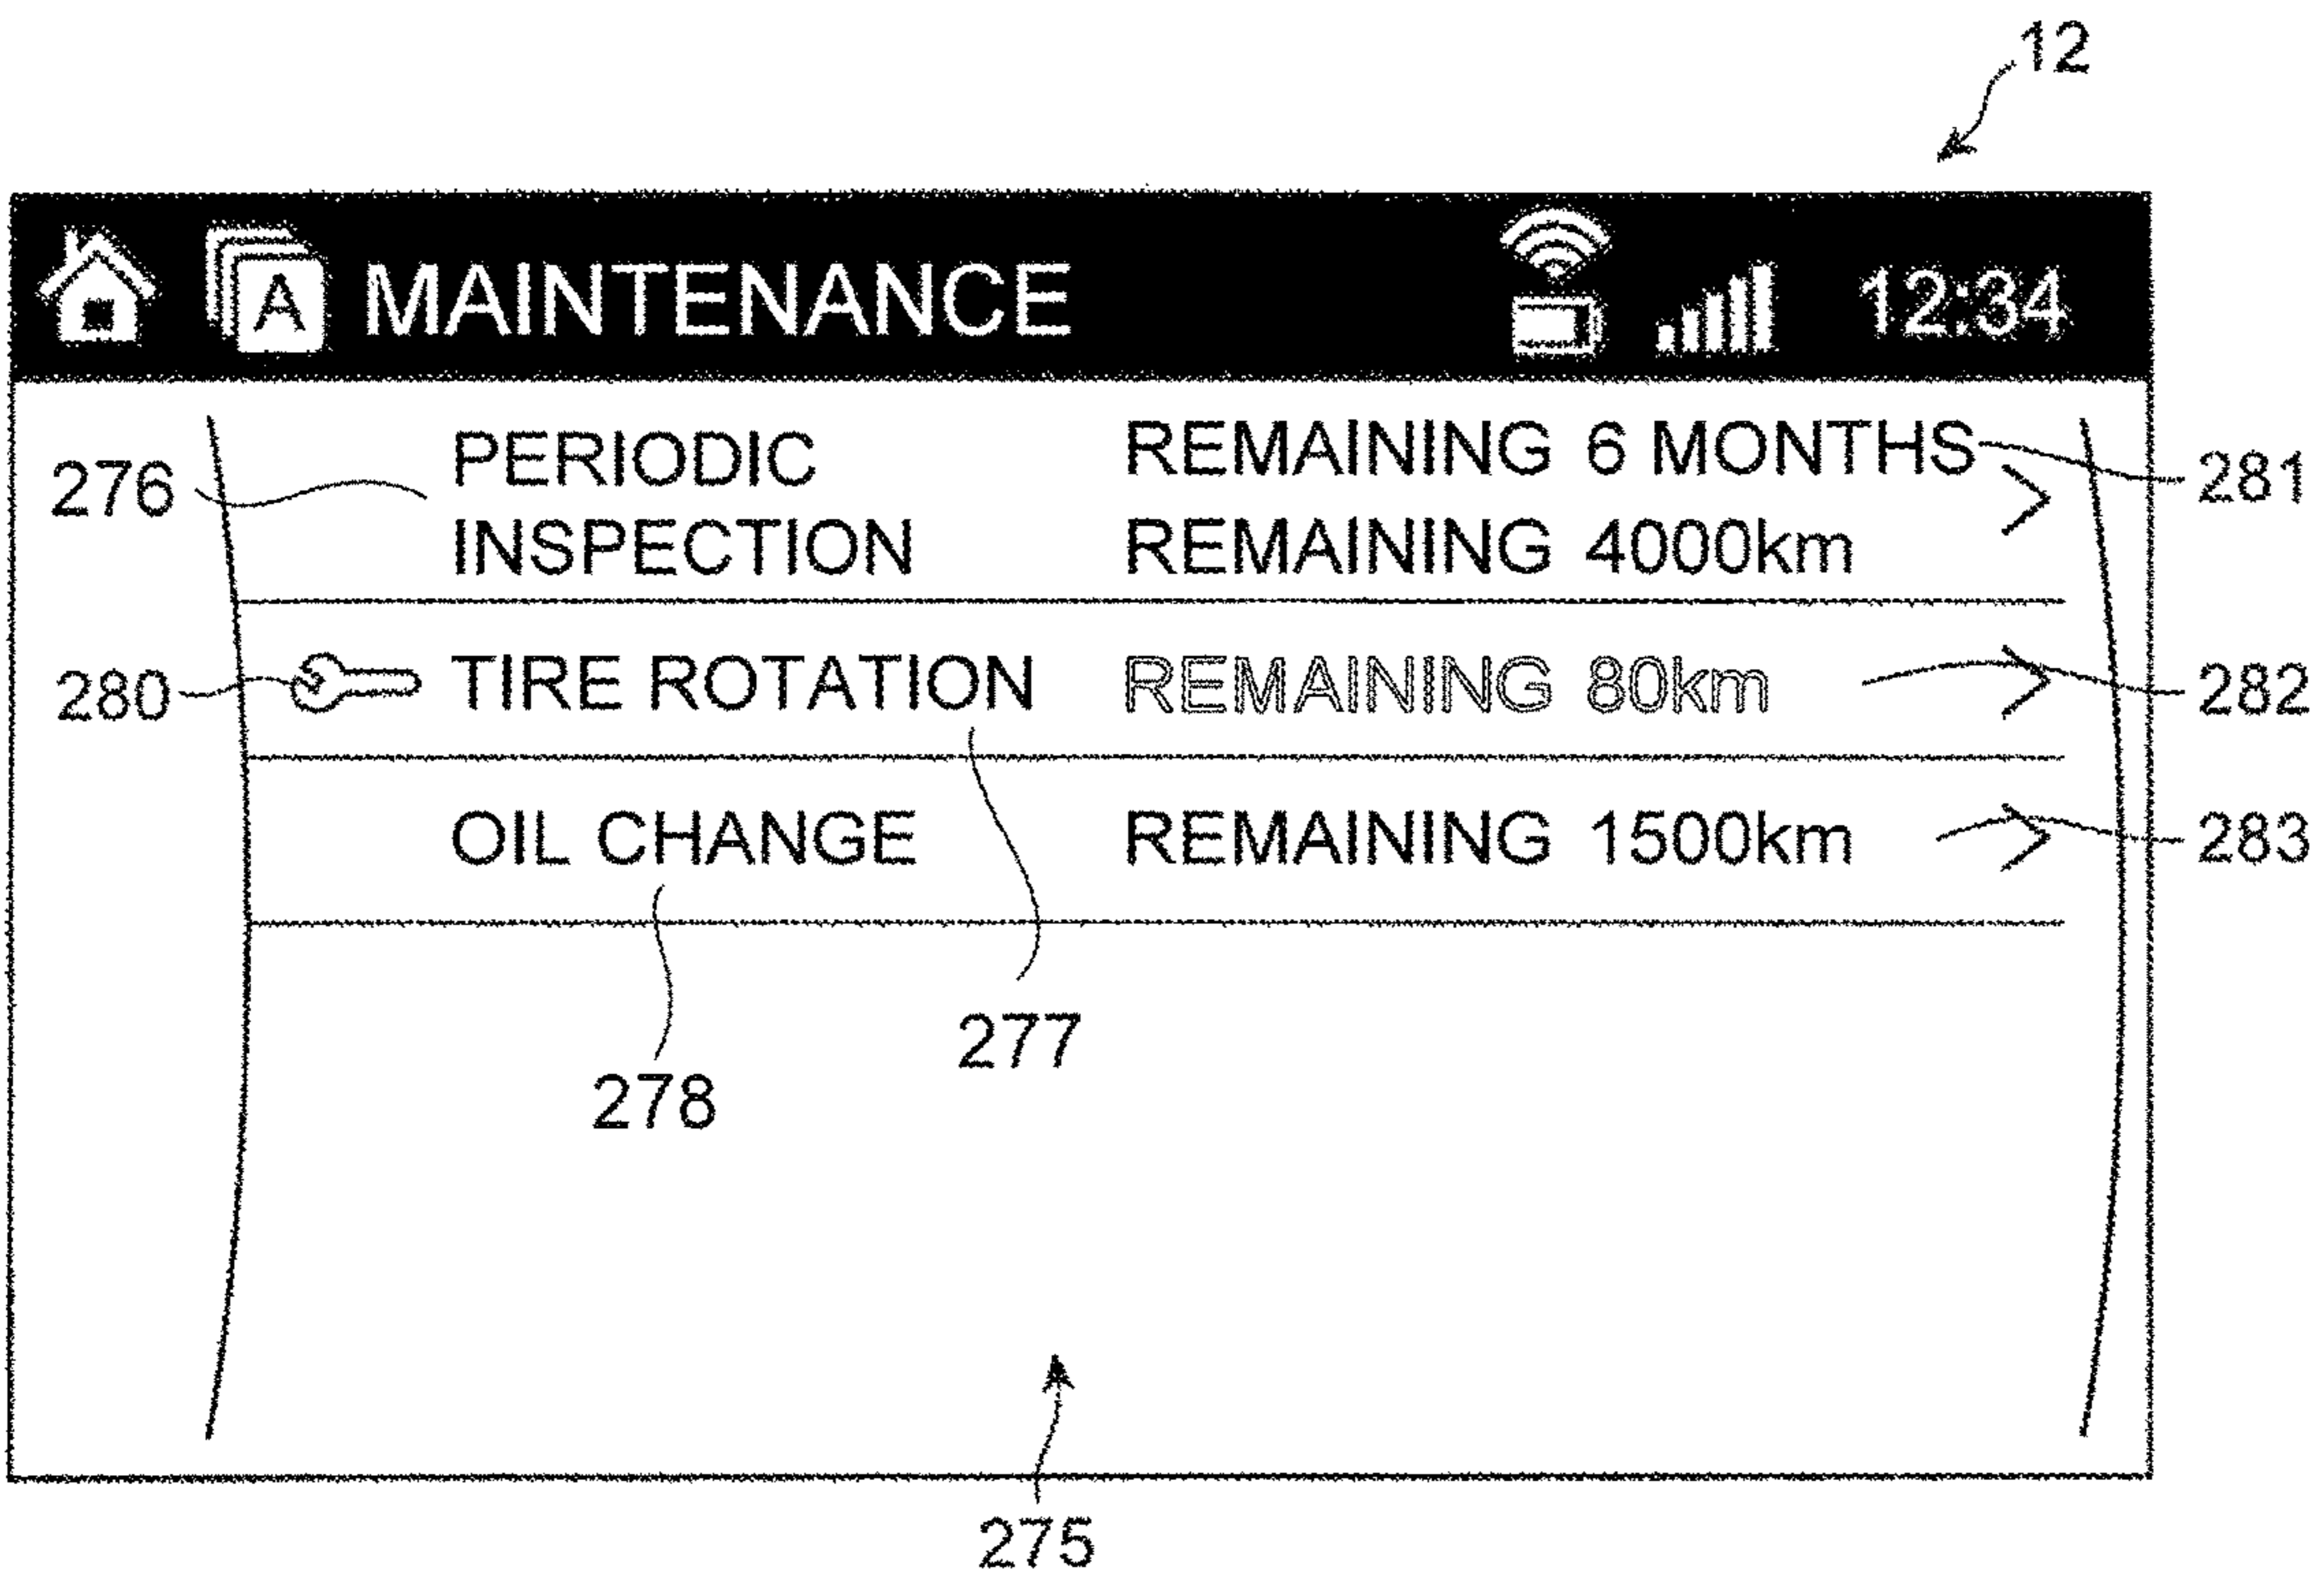 12
A MAINTENANCE 12:34
276 PERIODIC REMAINING 6 MONTHS 281
INSPECTION REMAINING 4000km
280 TIRE ROTATION REMAINING 80km 282
OIL CHANGE REMAINING 1500km 283
277
278
275